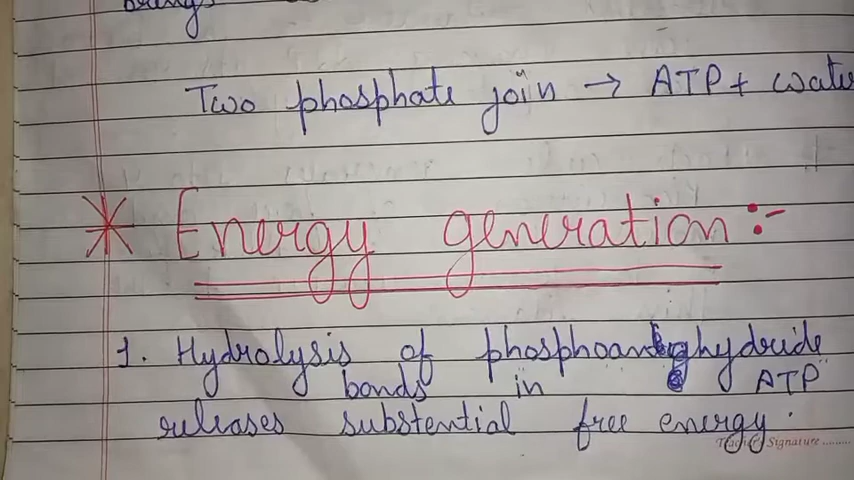 Two phosphate join → ATP + wate
* Energy generation :-
1. Hydrolysis of phosphoanhydride
bonds in ATP
releases substential free energy.
Teacher's Signature .........